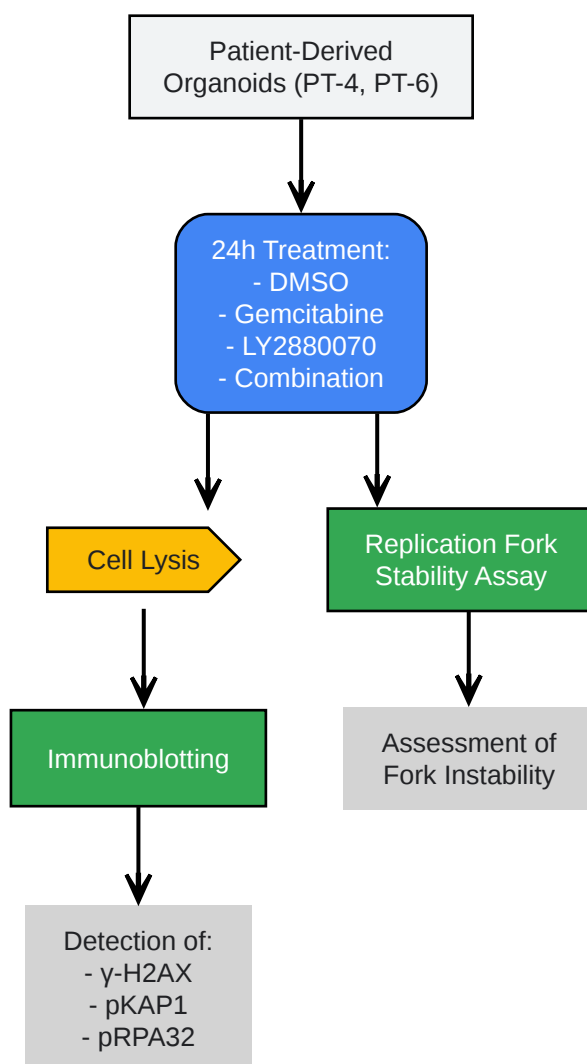 Patient-Derived
Organoids (PT-4, PT-6)
24h Treatment:
- DMSO
- Gemcitabine
- LY2880070
- Combination
Cell Lysis
Replication Fork
Stability Assay
Immunoblotting
Assessment of
Fork Instability
Detection of:
- γ-H2AX
- pKAP1
- pRPA32